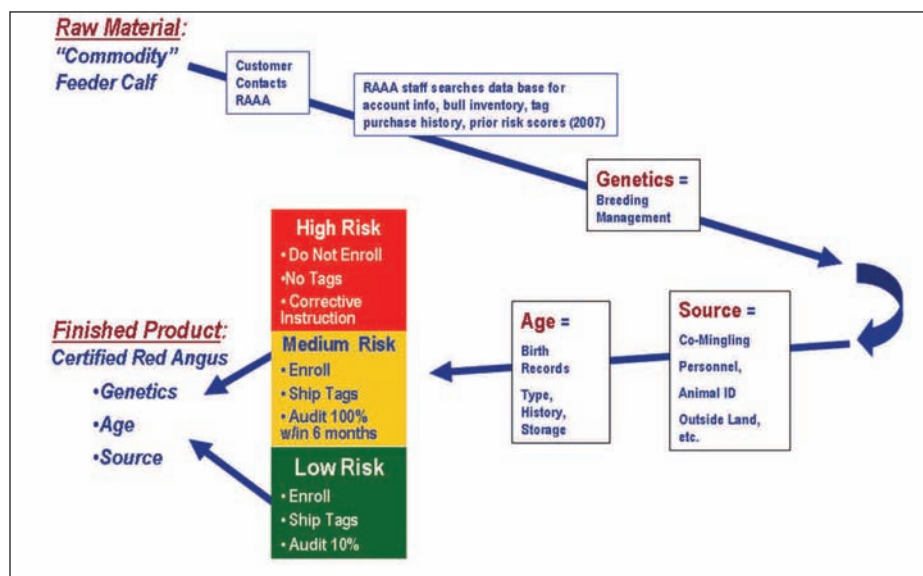 Raw Material:
“Commodity”
Feeder Calf
Customer
Contacts
RAAA
RAAA staff searches data base for
account info, bull inventory, tag
purchase history, prior risk scores (2007)
Genetics =
Breeding
Management
Source =
Co-Mingling
Personnel,
Animal ID
Outside Land,
etc.
Age =
Birth
Records
Type,
History,
Storage
High Risk
• Do Not Enroll
•No Tags
• Corrective
Instruction
Medium Risk
• Enroll
• Ship Tags
• Audit 100%
w/in 6 months
Low Risk
• Enroll
• Ship Tags
• Audit 10%
Finished Product:
Certified Red Angus
•Genetics
•Age
•Source